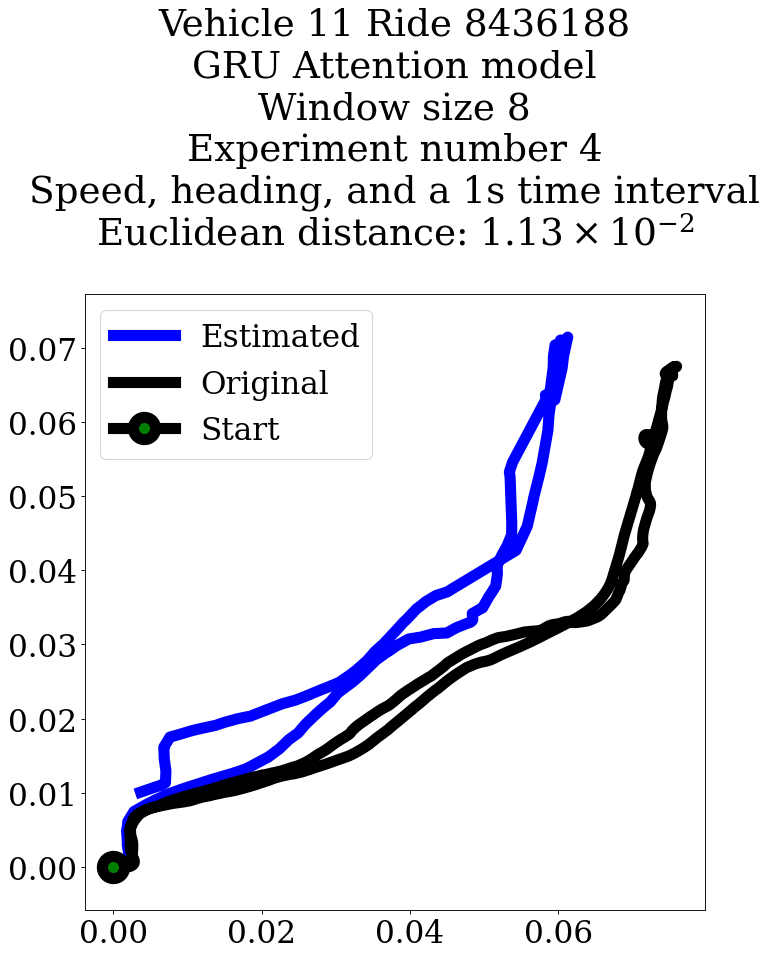 Vehicle 11 Ride 8436188
GRU Attention model
Window size 8
Experiment number 4
Speed, heading, and a 1s time interval
Euclidean distance: 1.13 × 10⁻²
Estimated
Original
Start
0.07
0.06
0.05
0.04
0.03
0.02
0.01
0.00
0.00 0.02 0.04 0.06